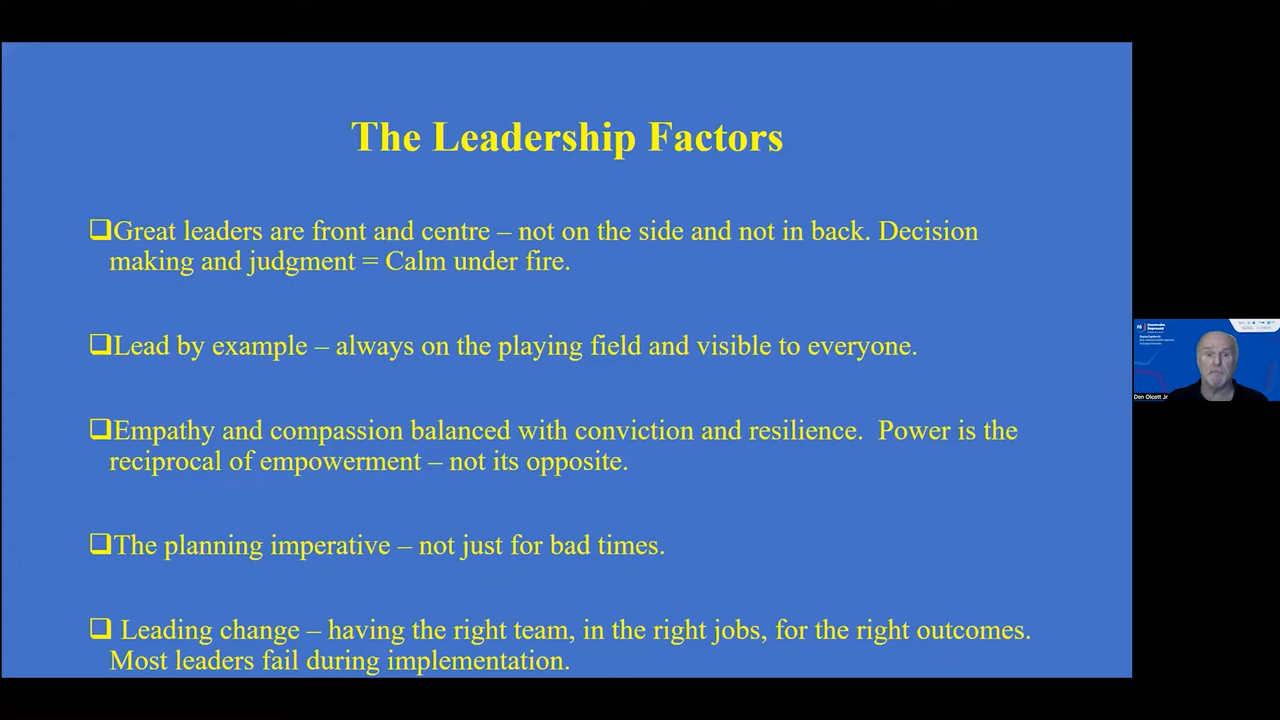 The Leadership Factors
❑Great leaders are front and centre – not on the side and not in back. Decision
making and judgment = Calm under fire.
❑Lead by example – always on the playing field and visible to everyone.
❑Empathy and compassion balanced with conviction and resilience.  Power is the
reciprocal of empowerment – not its opposite.
❑The planning imperative – not just for bad times.
❑ Leading change – having the right team, in the right jobs, for the right outcomes.
Most leaders fail during implementation.
Don Olcott Jr